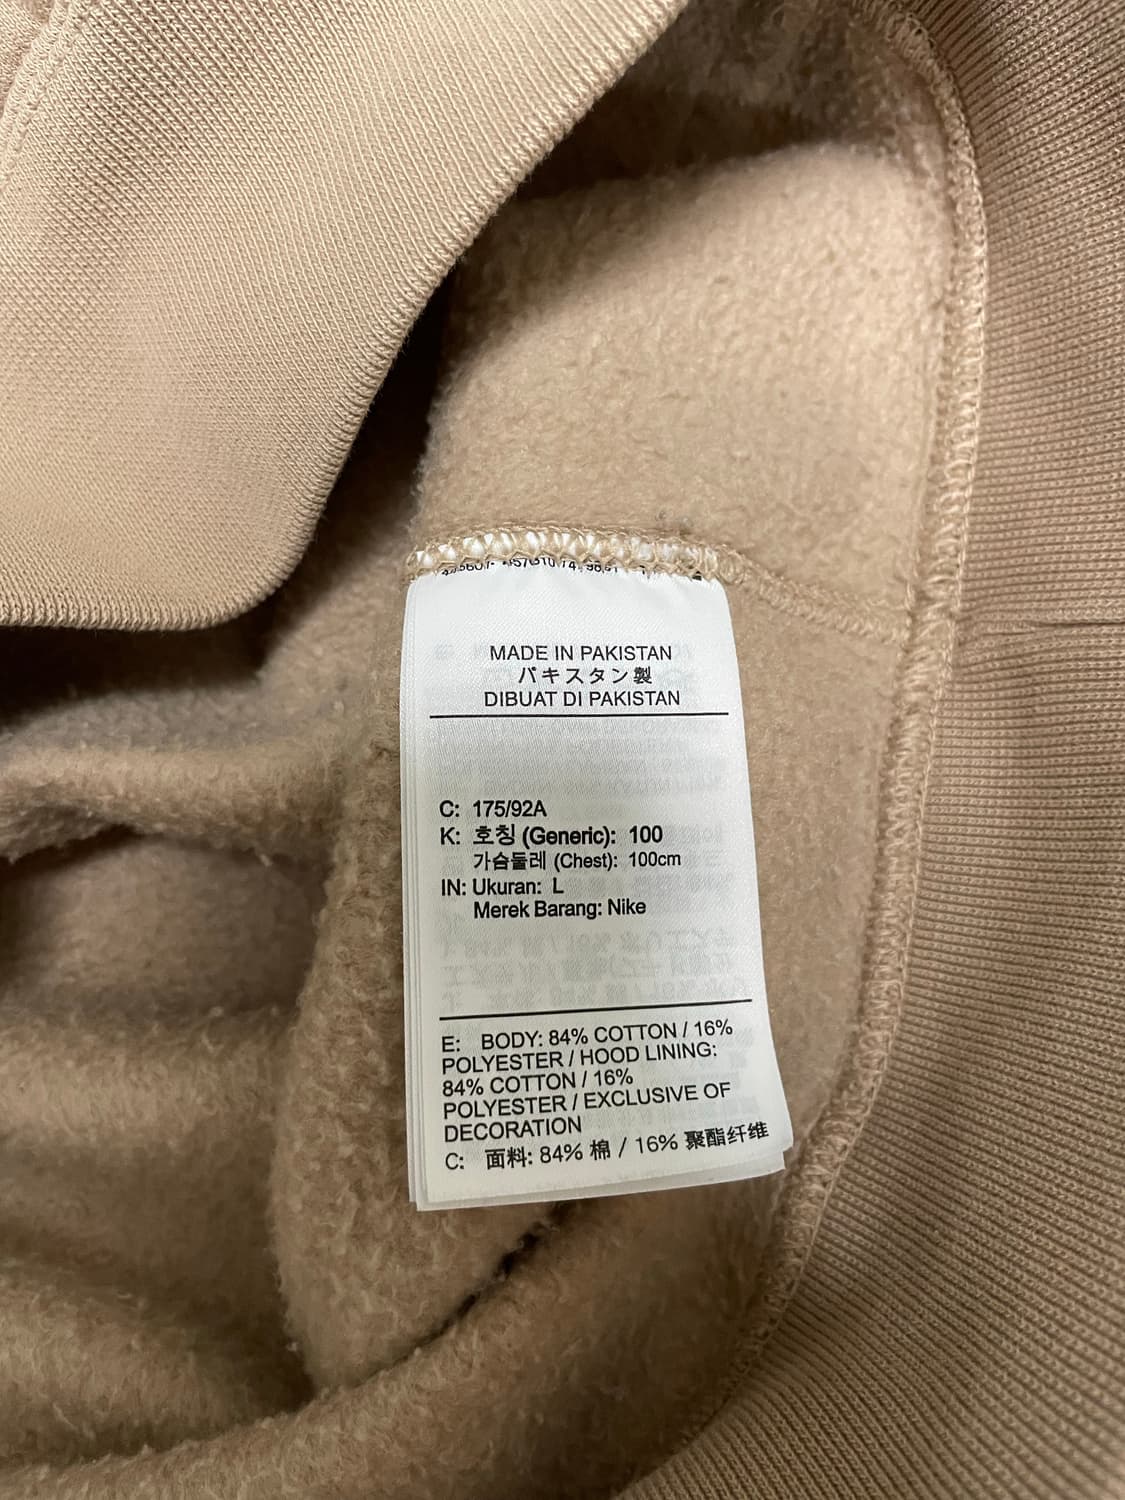 MADE IN PAKISTAN
パキスタン製
DIBUAT DI PAKISTAN
C: 175/92A
K: 호칭 (Generic): 100
가슴둘레 (Chest): 100cm
IN: Ukuran: L
Merek Barang: Nike
E: BODY: 84% COTTON / 16%
POLYESTER / HOOD LINING:
84% COTTON / 16%
POLYESTER / EXCLUSIVE OF
DECORATION
C: 面料: 84% 棉 / 16% 聚酯纤维